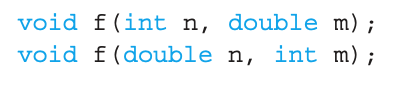 void f(int n, double m);
void f(double n, int m);